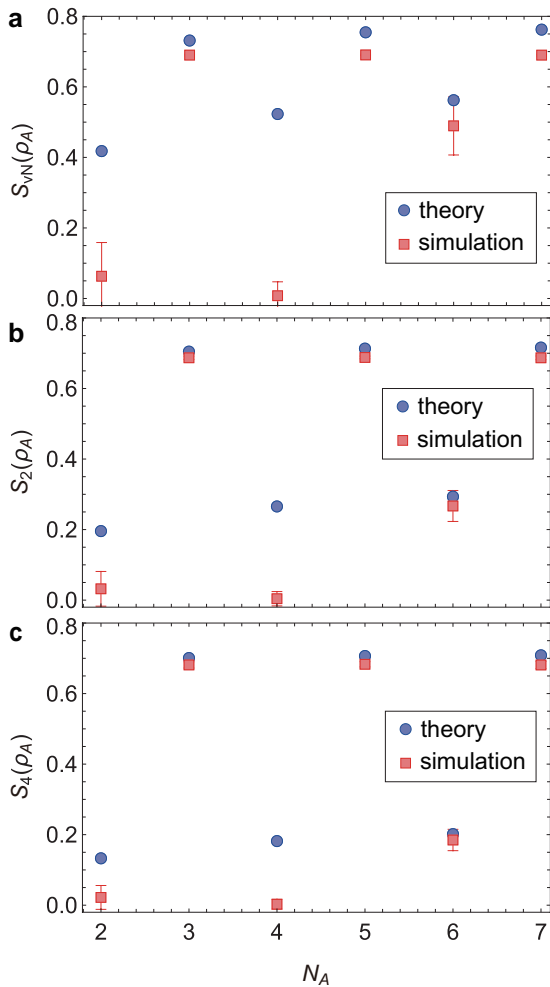 a
0.8
0.6
0.4
0.2
0.0
S_vN(ρ_A)
theory
simulation
b
0.8
0.6
0.4
0.2
0.0
S_2(ρ_A)
theory
simulation
c
0.8
0.6
0.4
0.2
0.0
S_4(ρ_A)
theory
simulation
2 3 4 5 6 7
N_A